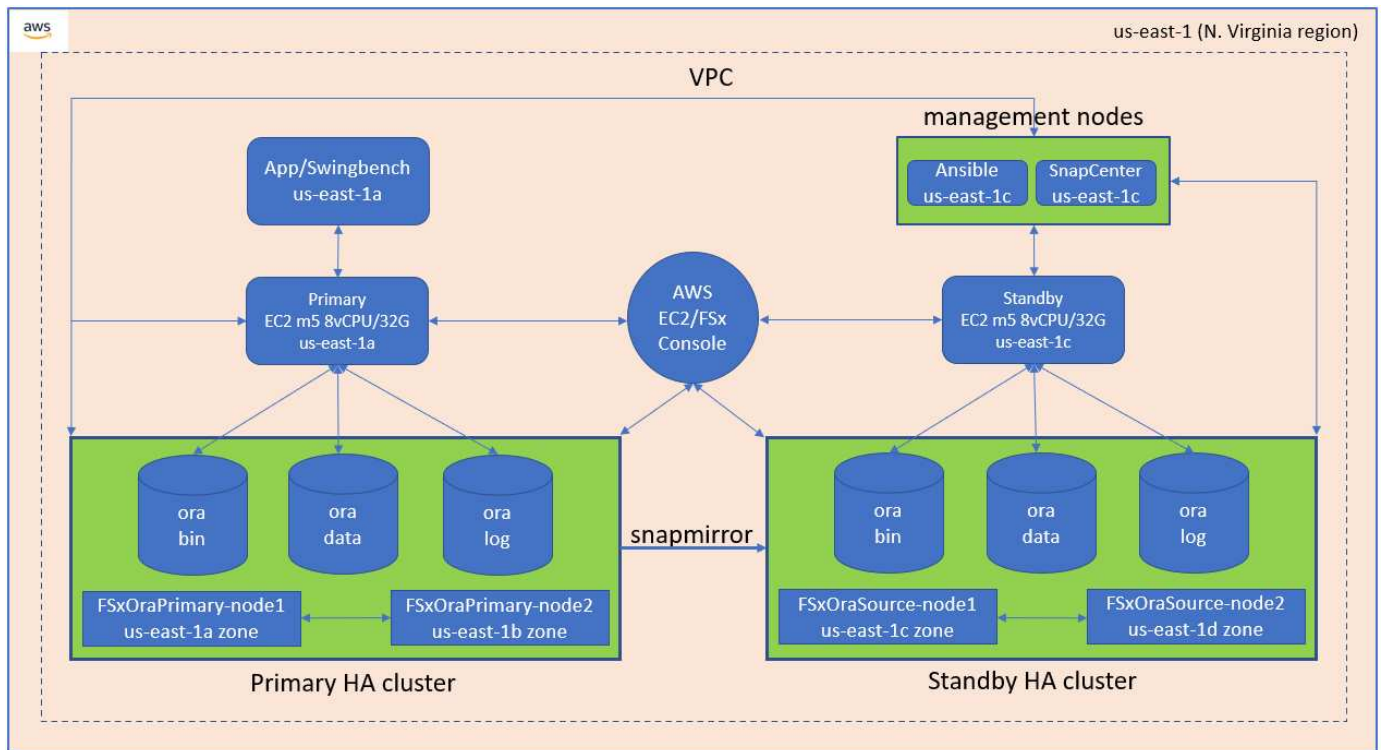 aws
us-east-1 (N. Virginia region)
VPC
management nodes
App/Swingbench
us-east-1a
Ansible
us-east-1c
SnapCenter
us-east-1c
Primary
EC2 m5 8vCPU/32G
us-east-1a
AWS
EC2/FSx
Console
Standby
EC2 m5 8vCPU/32G
us-east-1c
ora
bin
ora
data
ora
log
snapmirror
ora
bin
ora
data
ora
log
FSxOraPrimary-node1
us-east-1a zone
FSxOraPrimary-node2
us-east-1b zone
FSxOraSource-node1
us-east-1c zone
FSxOraSource-node2
us-east-1d zone
Primary HA cluster
Standby HA cluster